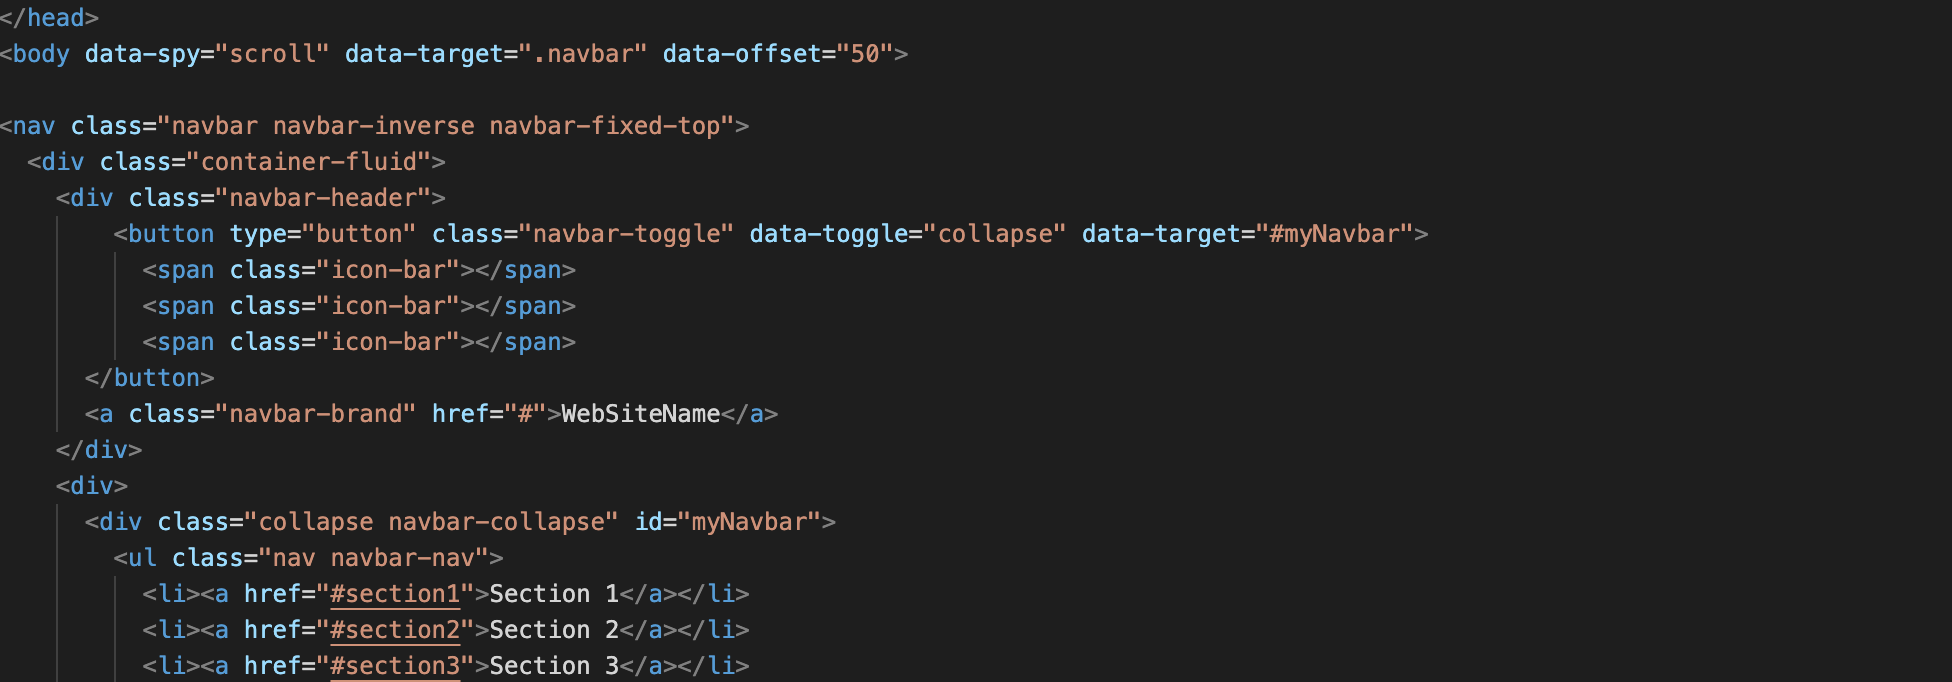 </head>
<body data-spy="scroll" data-target=".navbar" data-offset="50">
<nav class="navbar navbar-inverse navbar-fixed-top">
<div class="container-fluid">
<div class="navbar-header">
<button type="button" class="navbar-toggle" data-toggle="collapse" data-target="#myNavbar">
<span class="icon-bar"></span>
<span class="icon-bar"></span>
<span class="icon-bar"></span>
</button>
<a class="navbar-brand" href="#">WebSiteName</a>
</div>
<div>
<div class="collapse navbar-collapse" id="myNavbar">
<ul class="nav navbar-nav">
<li><a href="#section1">Section 1</a></li>
<li><a href="#section2">Section 2</a></li>
<li><a href="#section3">Section 3</a></li>